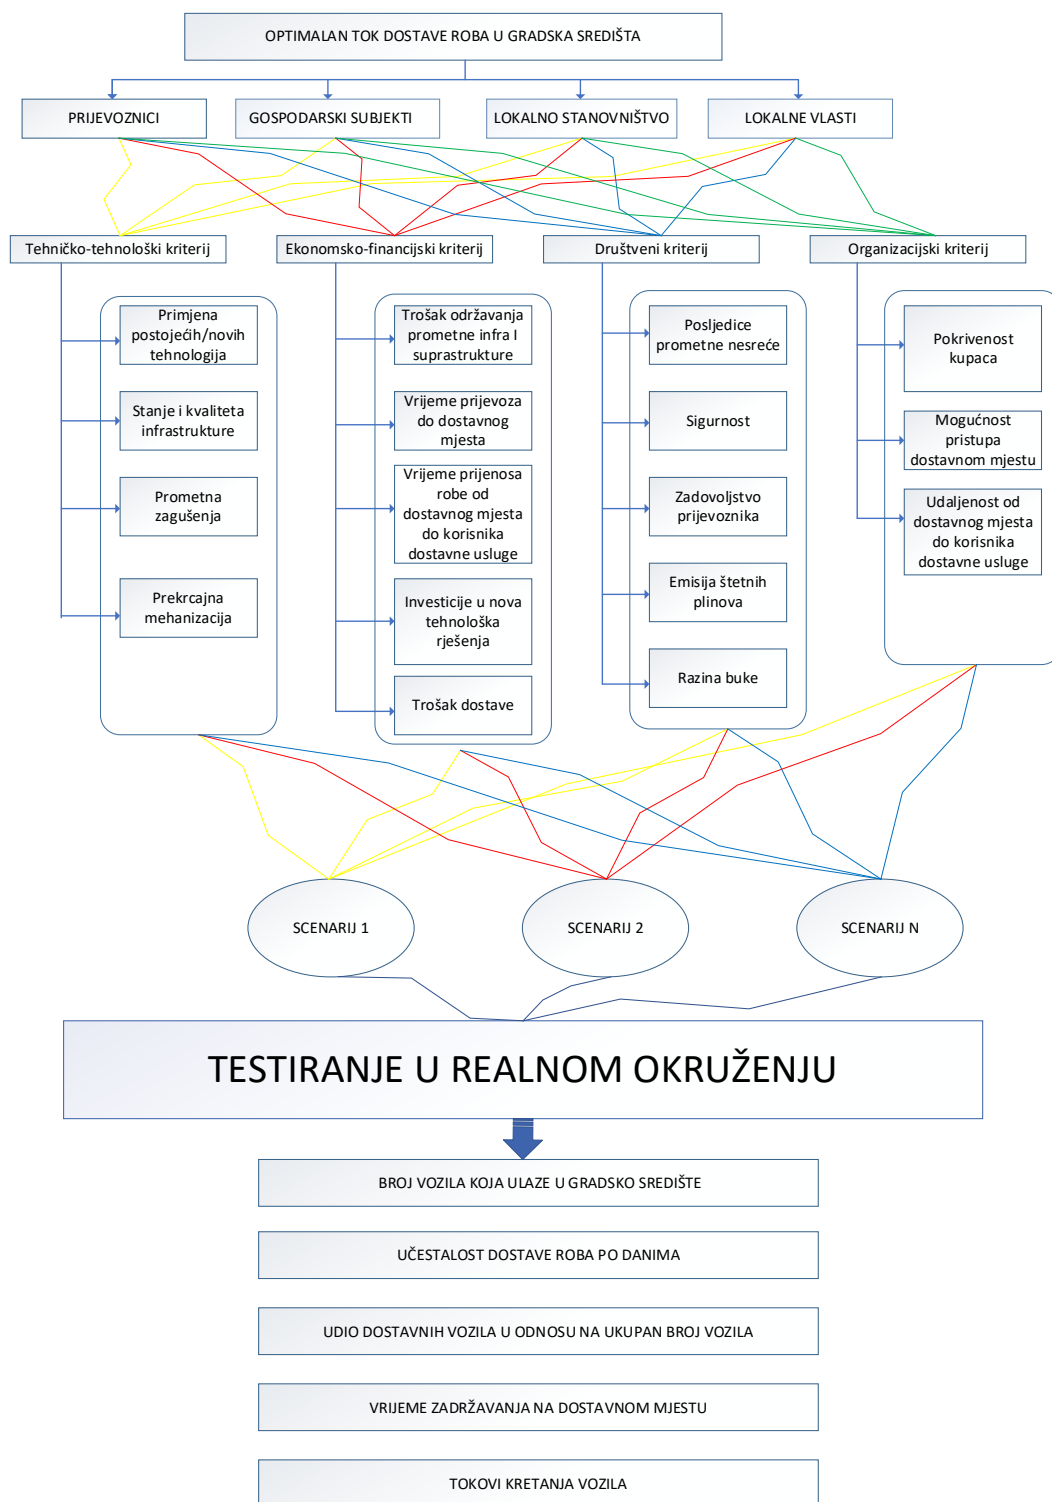 OPTIMALAN TOK DOSTAVE ROBA U GRADSKA SREDIŠTA
PRIJEVOZNICI
GOSPODARSKI SUBJEKTI
LOKALNO STANOVNIŠTVO
LOKALNE VLASTI
Tehničko-tehnološki kriterij
Ekonomsko-financijski kriterij
Društveni kriterij
Organizacijski kriterij
Primjena
postojećih/novih
tehnologija
Stanje i kvaliteta
infrastrukture
Prometna
zagušenja
Prekrcajna
mehanizacija
Trošak održavanja
prometne infra I
suprastrukture
Vrijeme prijevoza
do dostavnog
mjesta
Vrijeme prijenosa
robe od
dostavnog mjesta
do korisnika
dostavne usluge
Investicije u nova
tehnološka
rješenja
Trošak dostave
Posljedice
prometne nesreće
Sigurnost
Zadovoljstvo
prijevoznika
Emisija štetnih
plinova
Razina buke
Pokrivenost
kupaca
Mogućnost
pristupa
dostavnom mjestu
Udaljenost od
dostavnog mjesta
do korisnika
dostavne usluge
SCENARIJ 1
SCENARIJ 2
SCENARIJ N
TESTIRANJE U REALNOM OKRUŽENJU
BROJ VOZILA KOJA ULAZE U GRADSKO SREDIŠTE
UČESTALOST DOSTAVE ROBA PO DANIMA
UDIO DOSTAVNIH VOZILA U ODNOSU NA UKUPAN BROJ VOZILA
VRIJEME ZADRŽAVANJA NA DOSTAVNOM MJESTU
TOKOVI KRETANJA VOZILA